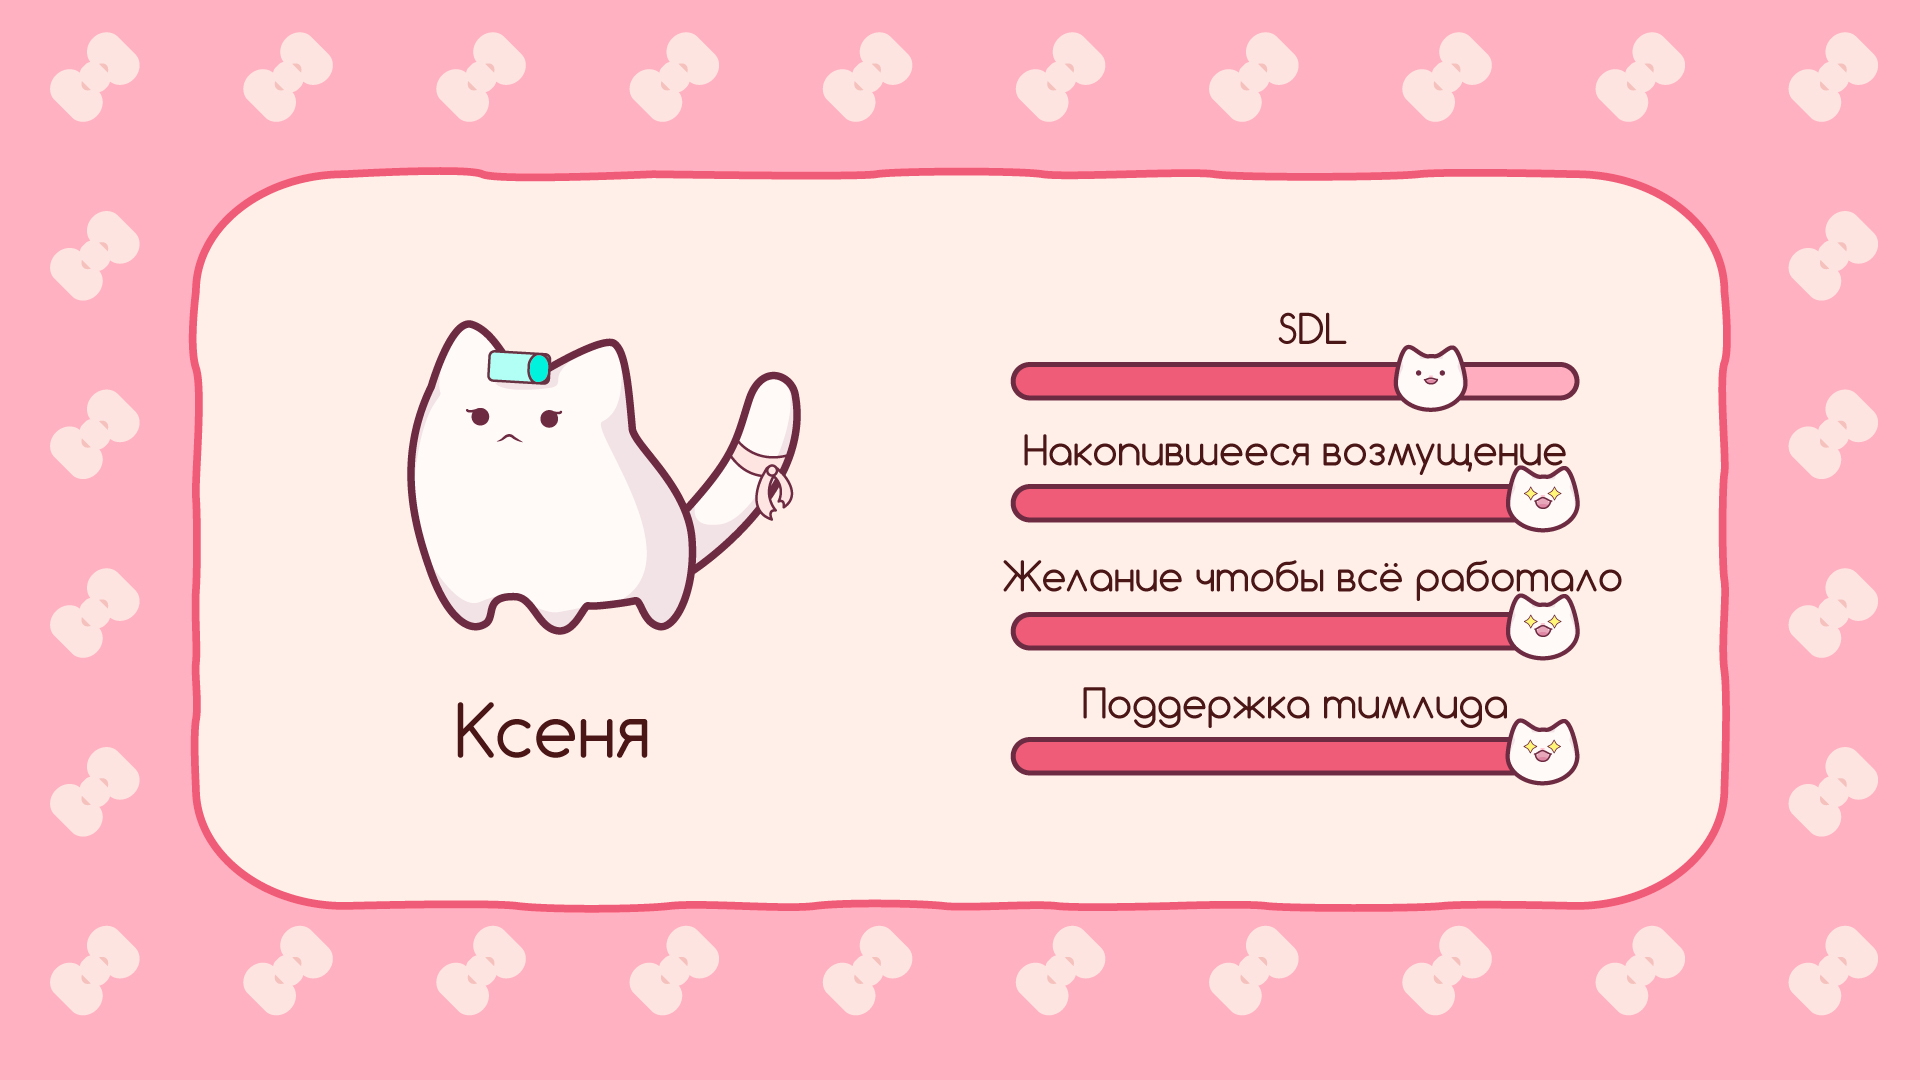 SDL
Накопившееся возмущение
Желание чтобы всё работало
Поддержка тимлида
Ксеня